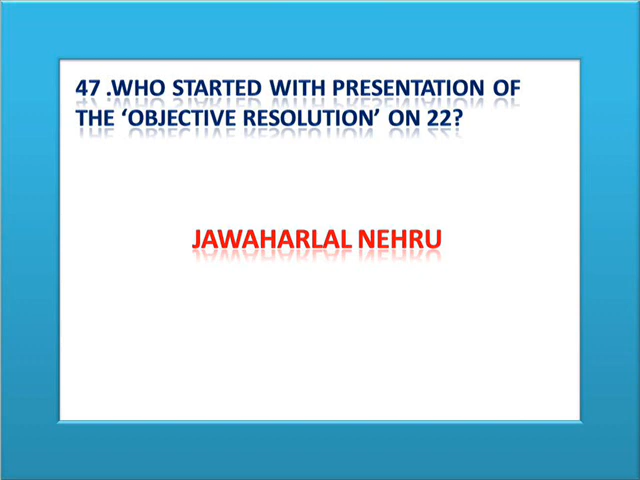 47 .WHO STARTED WITH PRESENTATION OF
THE ‘OBJECTIVE RESOLUTION’ ON 22?
JAWAHARLAL NEHRU